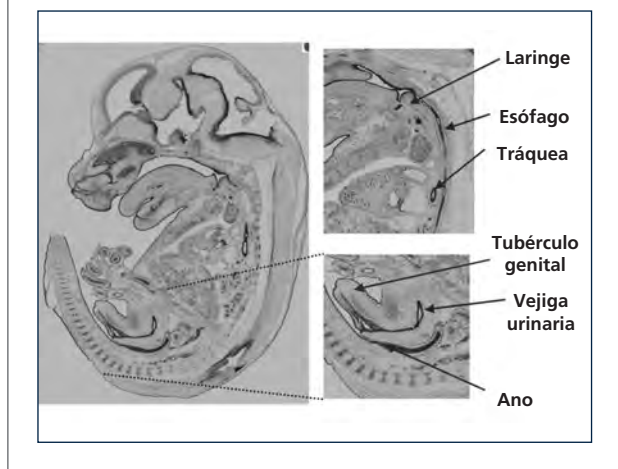 Laringe
Esófago
Tráquea
Tubérculo
genital
Vejiga
urinaria
Ano